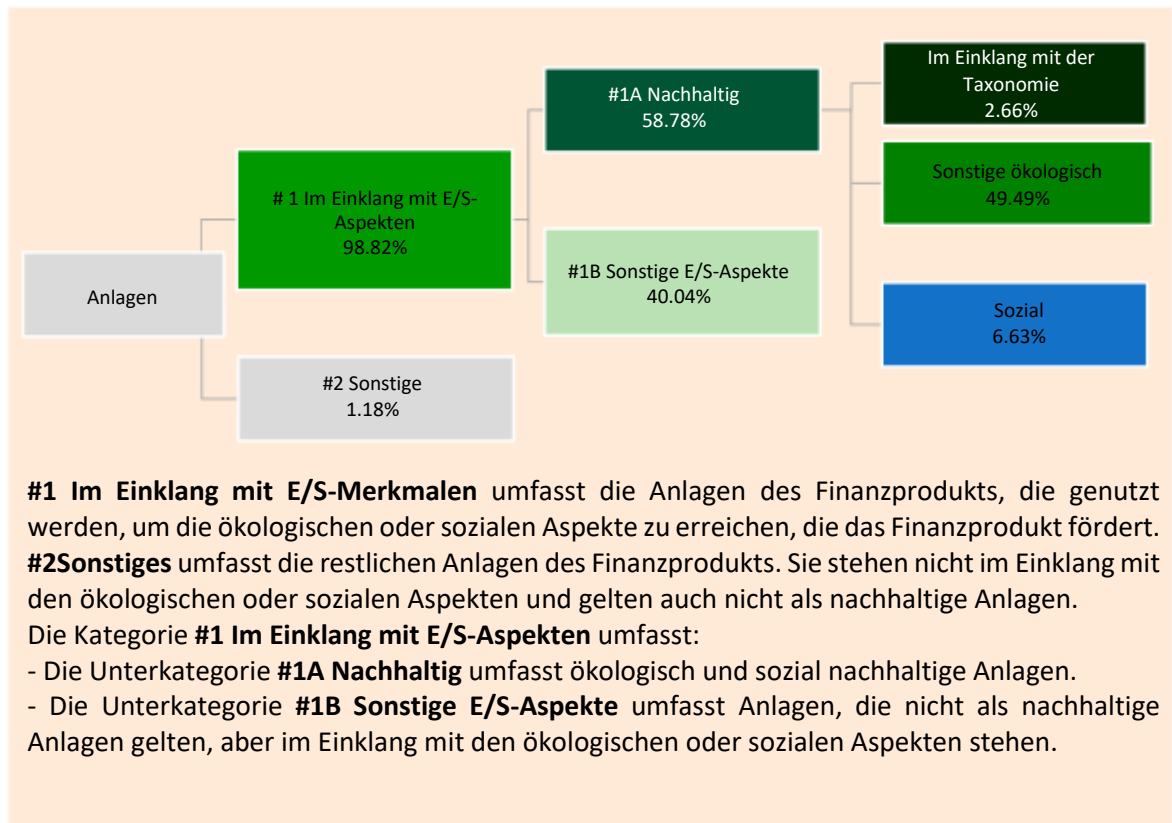 Im Einklang mit der
Taxonomie
2.66%
#1A Nachhaltig
58.78%
Sonstige ökologisch
49.49%
# 1 Im Einklang mit E/S-
Aspekten
98.82%
#1B Sonstige E/S-Aspekte
40.04%
Anlagen
Sozial
6.63%
#2 Sonstige
1.18%
#1 Im Einklang mit E/S-Merkmalen umfasst die Anlagen des Finanzprodukts, die genutzt
werden, um die ökologischen oder sozialen Aspekte zu erreichen, die das Finanzprodukt fördert.
#2Sonstiges umfasst die restlichen Anlagen des Finanzprodukts. Sie stehen nicht im Einklang mit
den ökologischen oder sozialen Aspekten und gelten auch nicht als nachhaltige Anlagen.
Die Kategorie #1 Im Einklang mit E/S-Aspekten umfasst:
- Die Unterkategorie #1A Nachhaltig umfasst ökologisch und sozial nachhaltige Anlagen.
- Die Unterkategorie #1B Sonstige E/S-Aspekte umfasst Anlagen, die nicht als nachhaltige
Anlagen gelten, aber im Einklang mit den ökologischen oder sozialen Aspekten stehen.